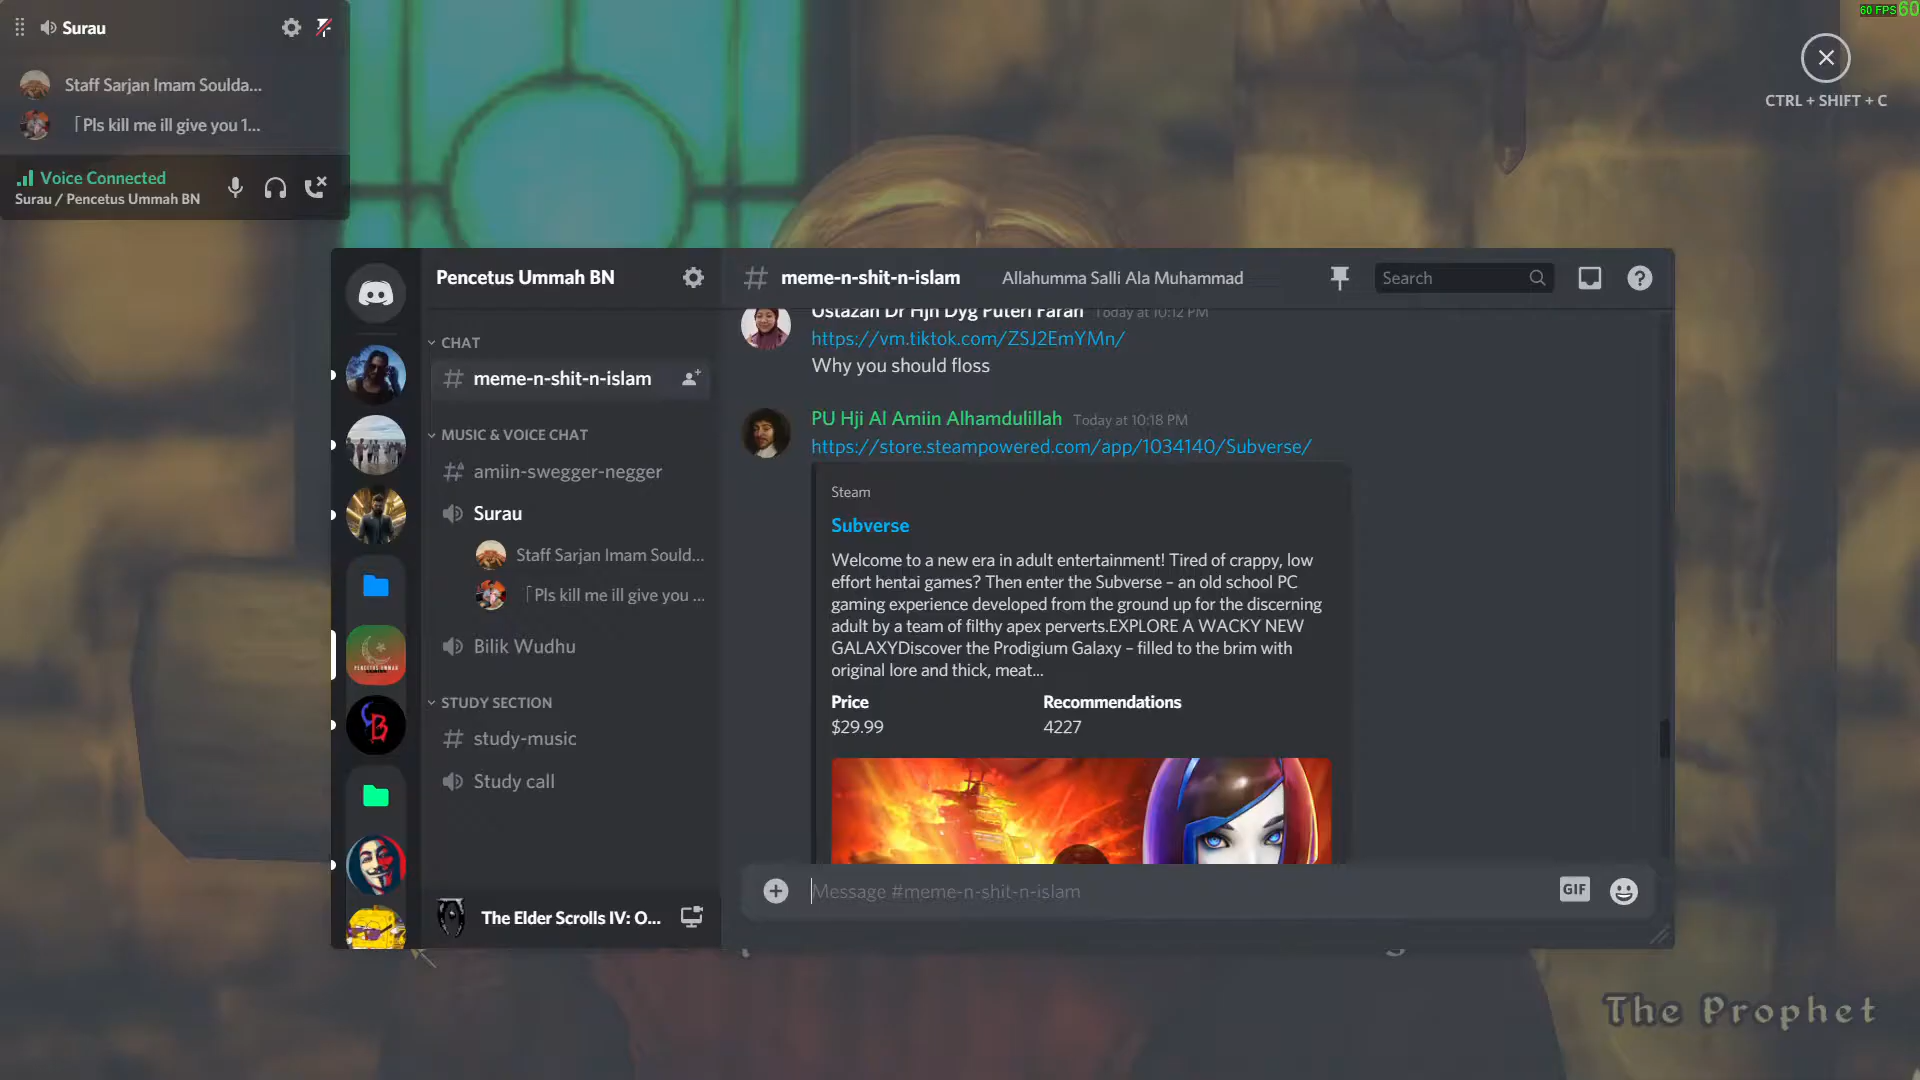 Surau
Staff Sarjan Imam Soulda...
「Pls kill me ill give you 1...
Voice Connected
Surau / Pencetus Ummah BN
60 FPS 60
CTRL + SHIFT + C
Pencetus Ummah BN
CHAT
meme-n-shit-n-islam
MUSIC & VOICE CHAT
amiin-swegger-negger
Surau
Staff Sarjan Imam Sould...
「Pls kill me ill give you ...
Bilik Wudhu
STUDY SECTION
study-music
Study call
The Elder Scrolls IV: O...
meme-n-shit-n-islam
Allahumma Salli Ala Muhammad
Search
Ustazah Dr Hjh Dyg Puteri Farah Today at 10:12 PM
https://vm.tiktok.com/ZSJ2EmYMn/
Why you should floss
PU Hji Al Amiin Alhamdulillah Today at 10:18 PM
https://store.steampowered.com/app/1034140/Subverse/
Steam
Subverse
Welcome to a new era in adult entertainment! Tired of crappy, low
effort hentai games? Then enter the Subverse – an old school PC
gaming experience developed from the ground up for the discerning
adult by a team of filthy apex perverts.EXPLORE A WACKY NEW
GALAXYDiscover the Prodigium Galaxy – filled to the brim with
original lore and thick, meat...
Price Recommendations
$29.99 4227
Message #meme-n-shit-n-islam
GIF
The Prophet